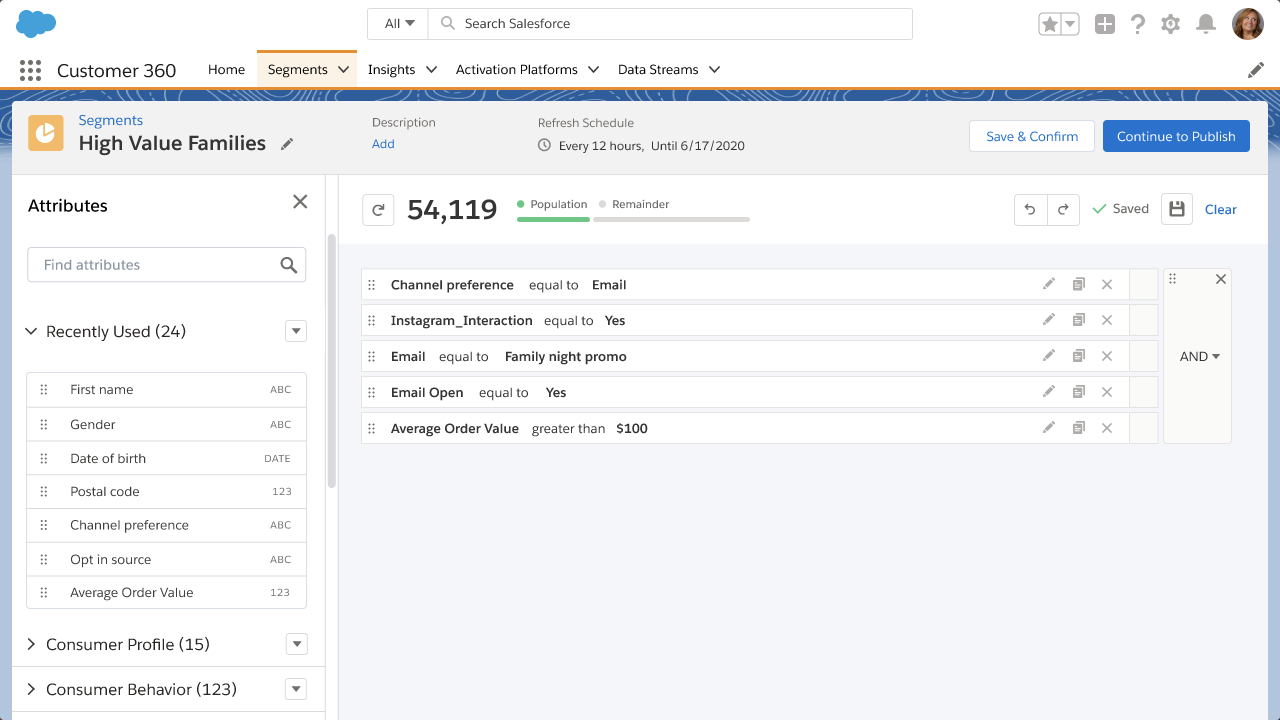 All Search Salesforce
Customer 360 Home Segments Insights Activation Platforms Data Streams
Segments
High Value Families
Description
Add
Refresh Schedule
Every 12 hours, Until 6/17/2020
Save & Confirm Continue to Publish
Attributes
Find attributes
Recently Used (24)
First name ABC
Gender ABC
Date of birth DATE
Postal code 123
Channel preference ABC
Opt in source ABC
Average Order Value 123
Consumer Profile (15)
Consumer Behavior (123)
54,119 Population Remainder
Saved Clear
Channel preference equal to Email
Instagram_Interaction equal to Yes
Email equal to Family night promo
Email Open equal to Yes
Average Order Value greater than $100
AND